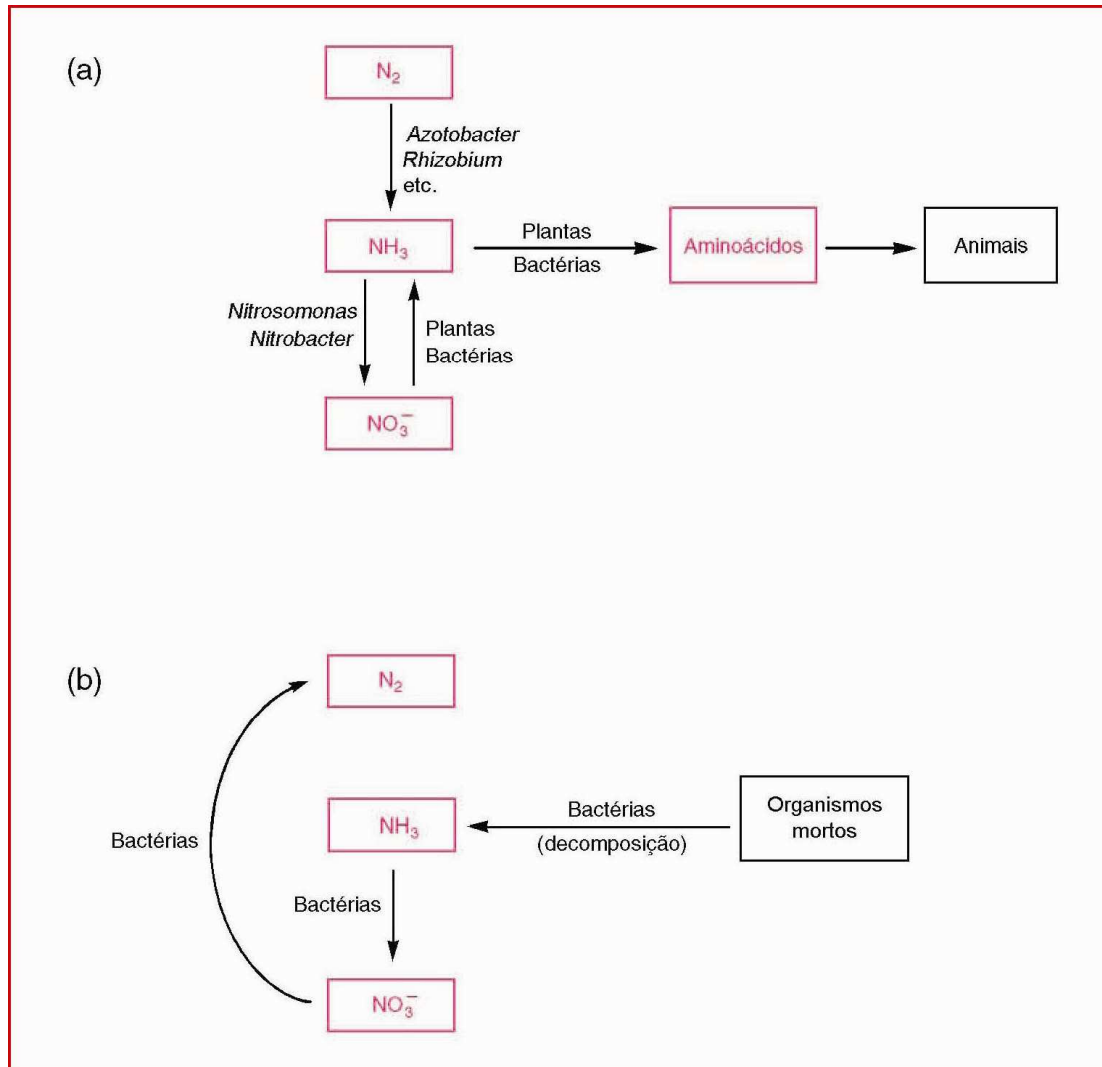 (a)
N₂
Azotobacter
Rhizobium
etc.
NH₃
Plantas
Bactérias
Aminoácidos
Animais
Nitrosomonas
Nitrobacter
Plantas
Bactérias
NO₃⁻
(b)
N₂
Bactérias
NH₃
Bactérias
(decomposição)
Organismos
mortos
Bactérias
NO₃⁻